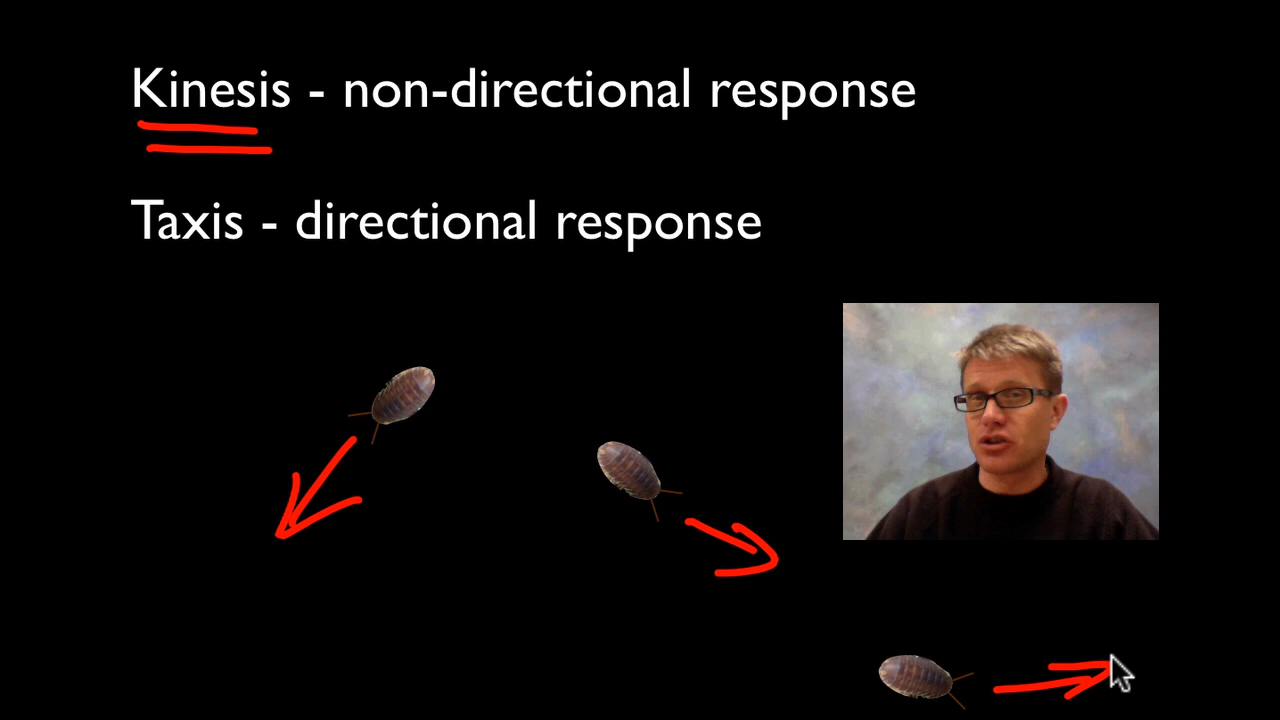 Kinesis - non-directional response
Taxis - directional response